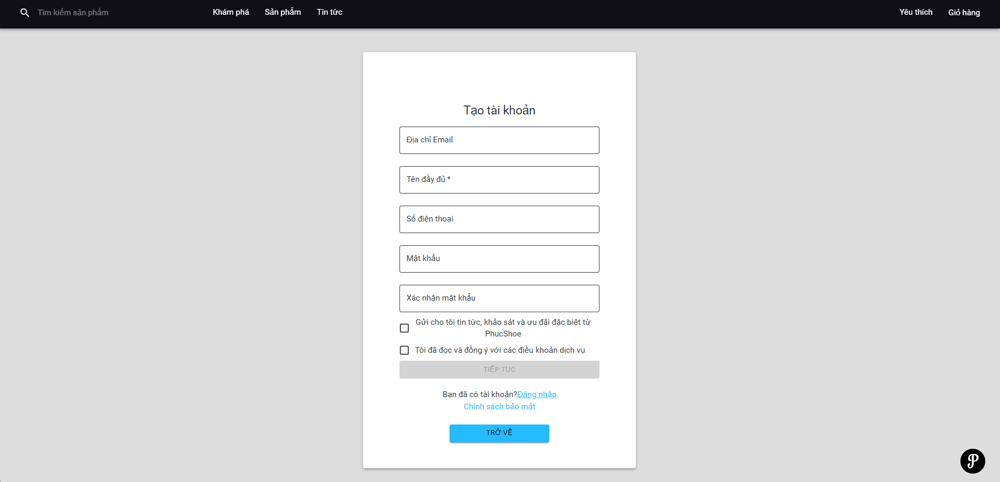 Tìm kiếm sản phẩm
Khám phá
Sản phẩm
Tin tức
Yêu thích
Giỏ hàng
Tạo tài khoản
Địa chỉ Email
Tên đầy đủ *
Số điện thoại
Mật khẩu
Xác nhận mật khẩu
Gửi cho tôi tin tức, khảo sát và ưu đãi đặc biệt từ
PhucShoe
Tôi đã đọc và đồng ý với các điều khoản dịch vụ
TIẾP TỤC
Bạn đã có tài khoản?Đăng nhập
Chính sách bảo mật
TRỞ VỀ
P